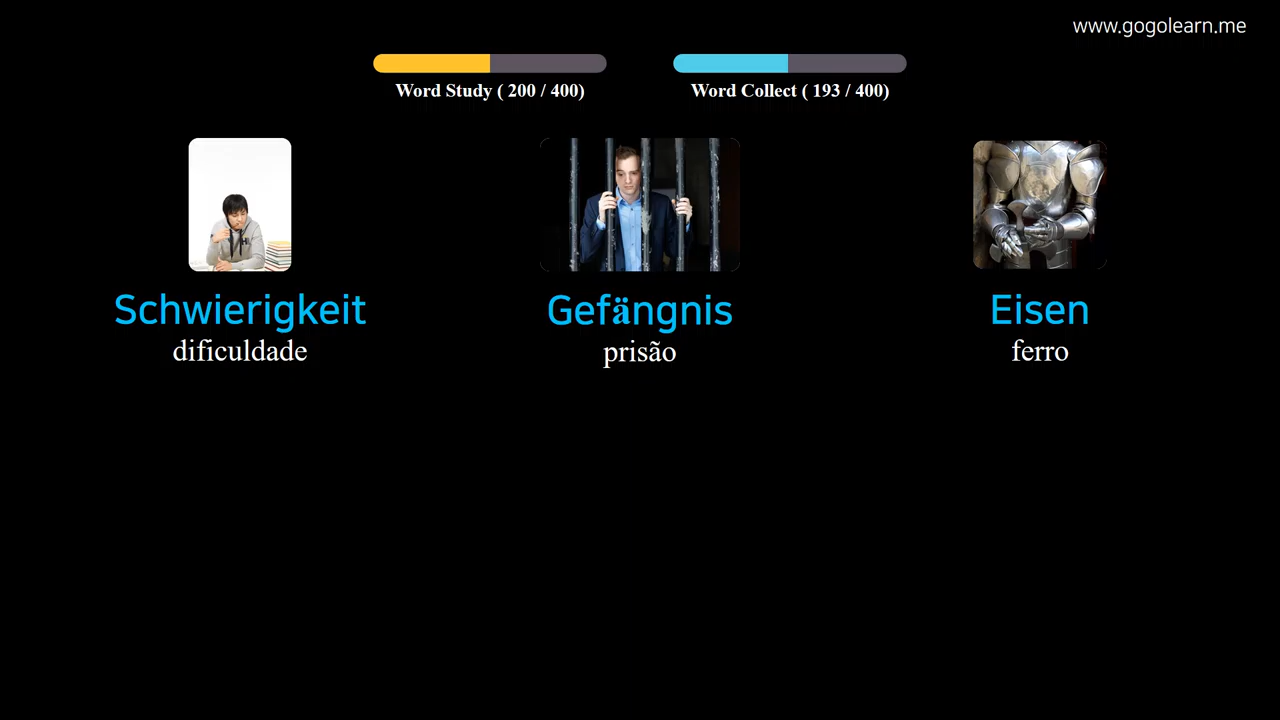 www.gogolearn.me
Word Study ( 200 / 400)
Word Collect ( 193 / 400)
Schwierigkeit
dificuldade
Gefängnis
prisão
Eisen
ferro